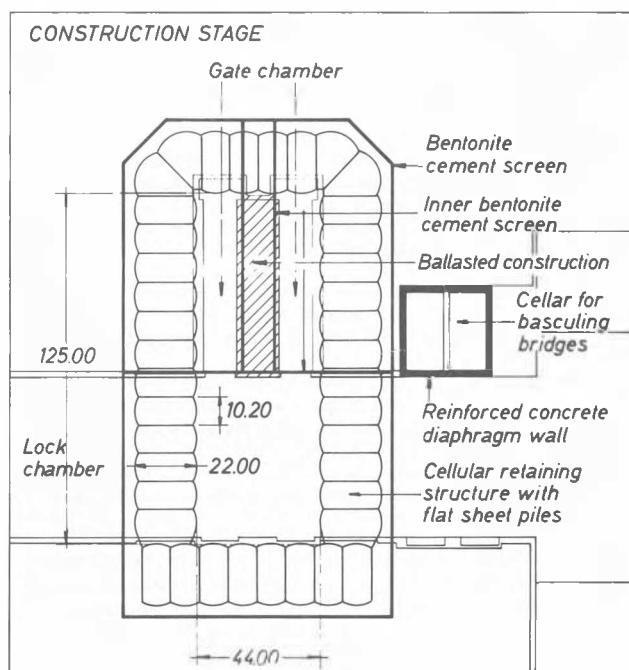 CONSTRUCTION STAGE
Gate chamber
Bentonite
cement screen
Inner bentonite
cement screen
Ballasted construction
Cellar for
basculing
bridges
125.00
10.20
Reinforced concrete
diaphragm wall
Lock
chamber
22.00
Cellular retaining
structure with
flat sheet piles
44.00